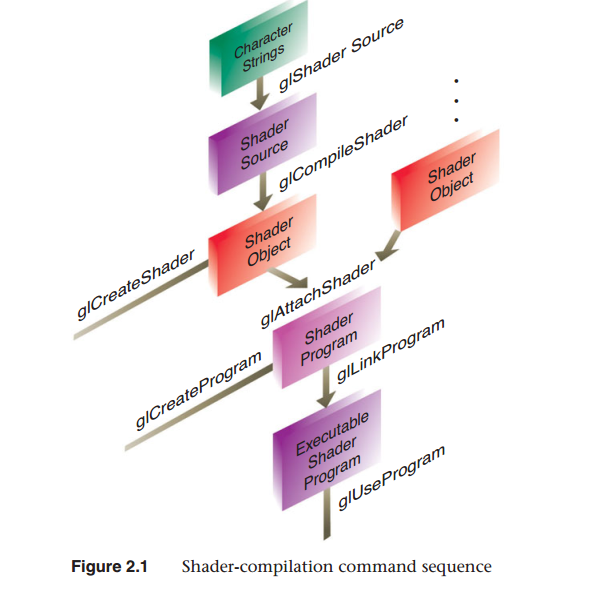 Character
Strings
glShader Source
Shader
Source
glCompileShader
Shader
Object
Shader
Object
glCreateShader
glAttachShader
Shader
Program
glLinkProgram
glCreateProgram
Executable
Shader
Program
glUseProgram
Figure 2.1 Shader-compilation command sequence